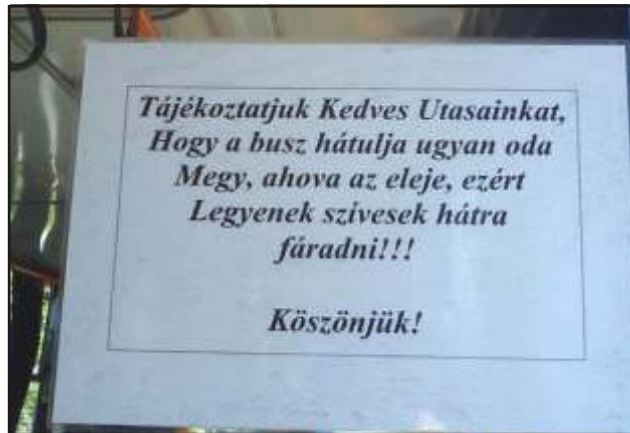 Tájékoztatjuk Kedves Utasainkat,
Hogy a busz hátulja ugyan oda
Megy, ahova az eleje, ezért
Legyenek szívesek hátra
fáradni!!!
Köszönjük!